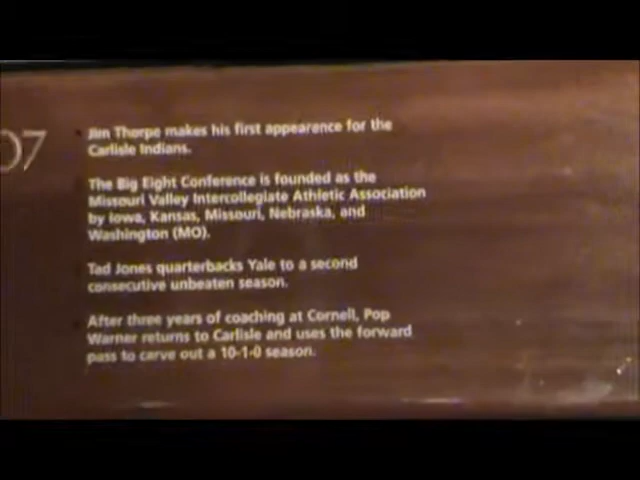 07
Jim Thorpe makes his first appearence for the
Carlisle Indians.
The Big Eight Conference is founded as the
Missouri Valley Intercollegiate Athletic Association
by Iowa, Kansas, Missouri, Nebraska, and
Washington (MO).
Tad Jones quarterbacks Yale to a second
consecutive unbeaten season.
After three years of coaching at Cornell, Pop
Warner returns to Carlisle and uses the forward
pass to carve out a 10-1-0 season.